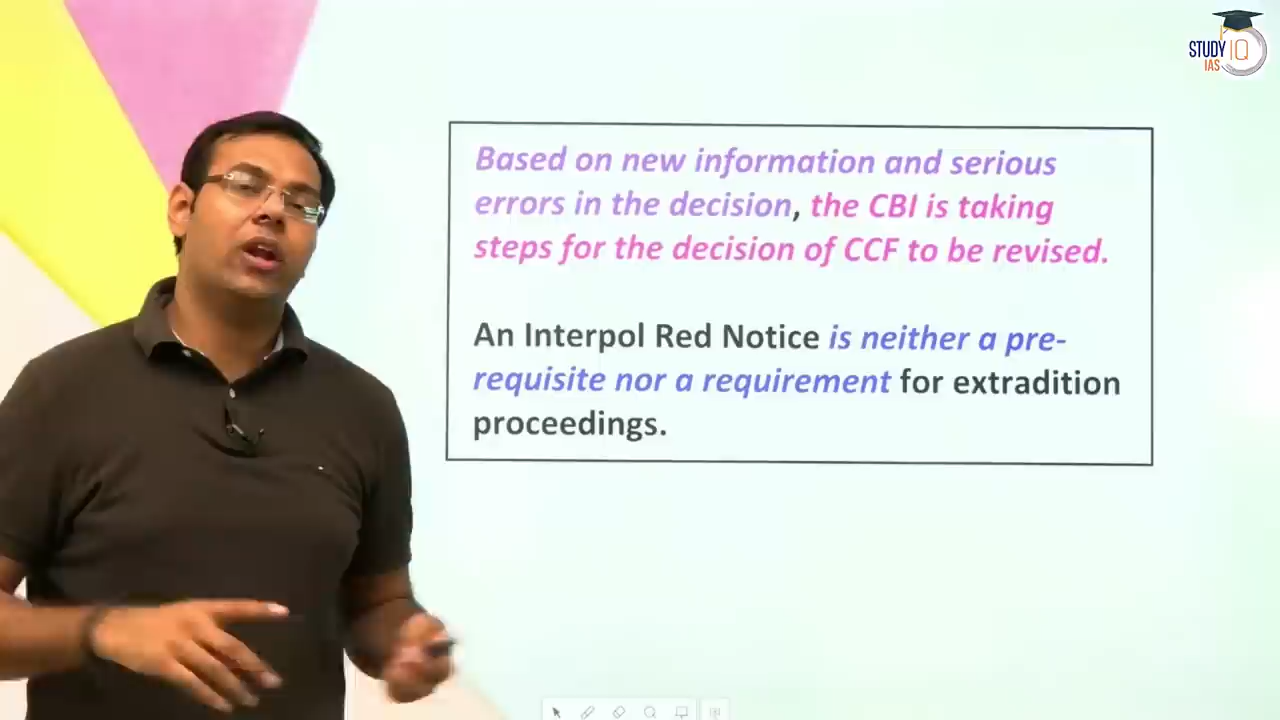 STUDY IQ
IAS
Based on new information and serious
errors in the decision, the CBI is taking
steps for the decision of CCF to be revised.
An Interpol Red Notice is neither a pre-
requisite nor a requirement for extradition
proceedings.